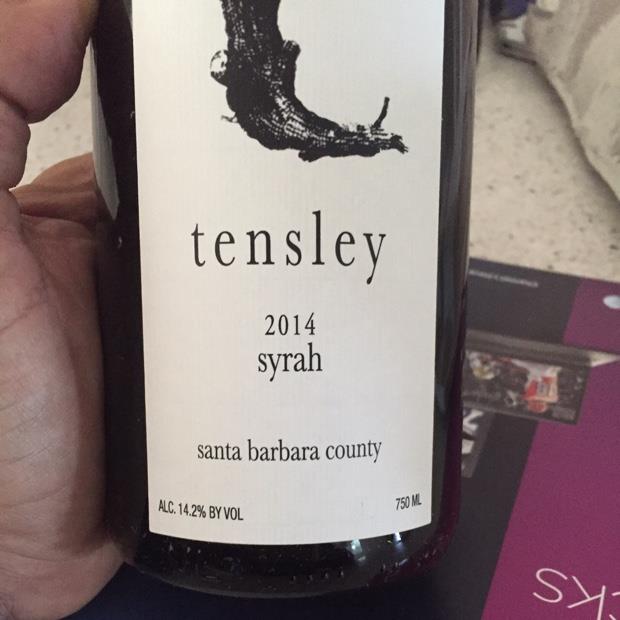 tensley
2014
syrah
santa barbara county
ALC. 14.2% BY VOL
750 ML